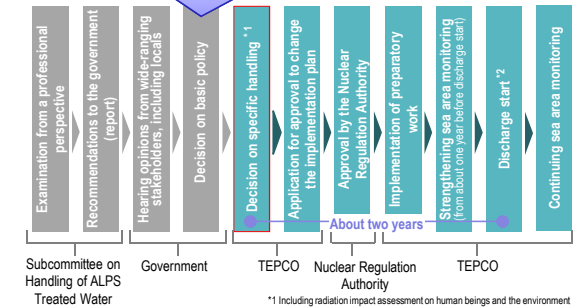 Examination from a professional
perspective
Recommendations to the government
(report)
Hearing opinions from wide-ranging
stakeholders, including locals
Decision on basic policy
Decision on specific handling *1
Application for approval to change
the implementation plan
Approval by the Nuclear
Regulation Authority
Implementation of preparatory
work
Strengthening sea area monitoring
(from about one year before discharge start)
Discharge start*2
Continuing sea area monitoring
About two years
Subcommittee on
Handling of ALPS
Treated Water
Government
TEPCO
Nuclear Regulation
Authority
TEPCO
*1 Including radiation impact assessment on human beings and the environment